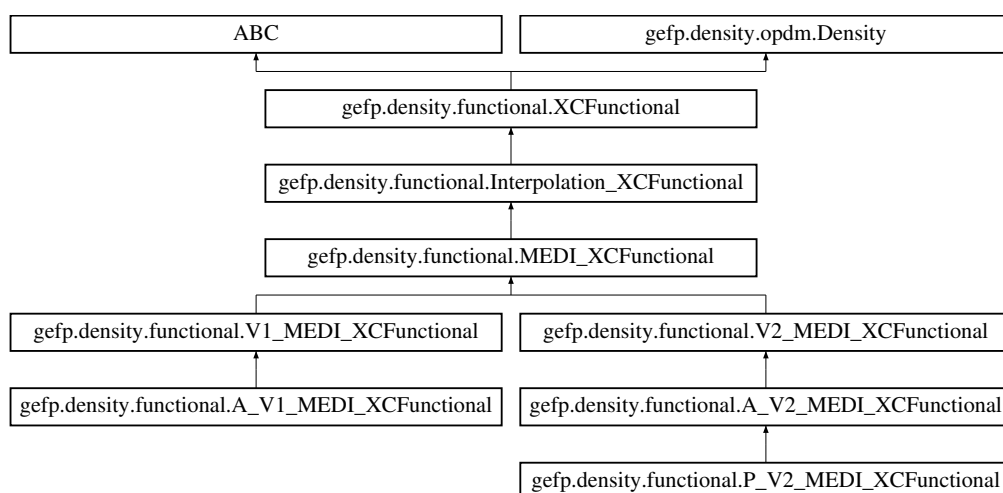 ABC
gefp.density.opdm.Density
gefp.density.functional.XCFunctional
gefp.density.functional.Interpolation_XCFunctional
gefp.density.functional.MEDI_XCFunctional
gefp.density.functional.V1_MEDI_XCFunctional
gefp.density.functional.V2_MEDI_XCFunctional
gefp.density.functional.A_V1_MEDI_XCFunctional
gefp.density.functional.A_V2_MEDI_XCFunctional
gefp.density.functional.P_V2_MEDI_XCFunctional